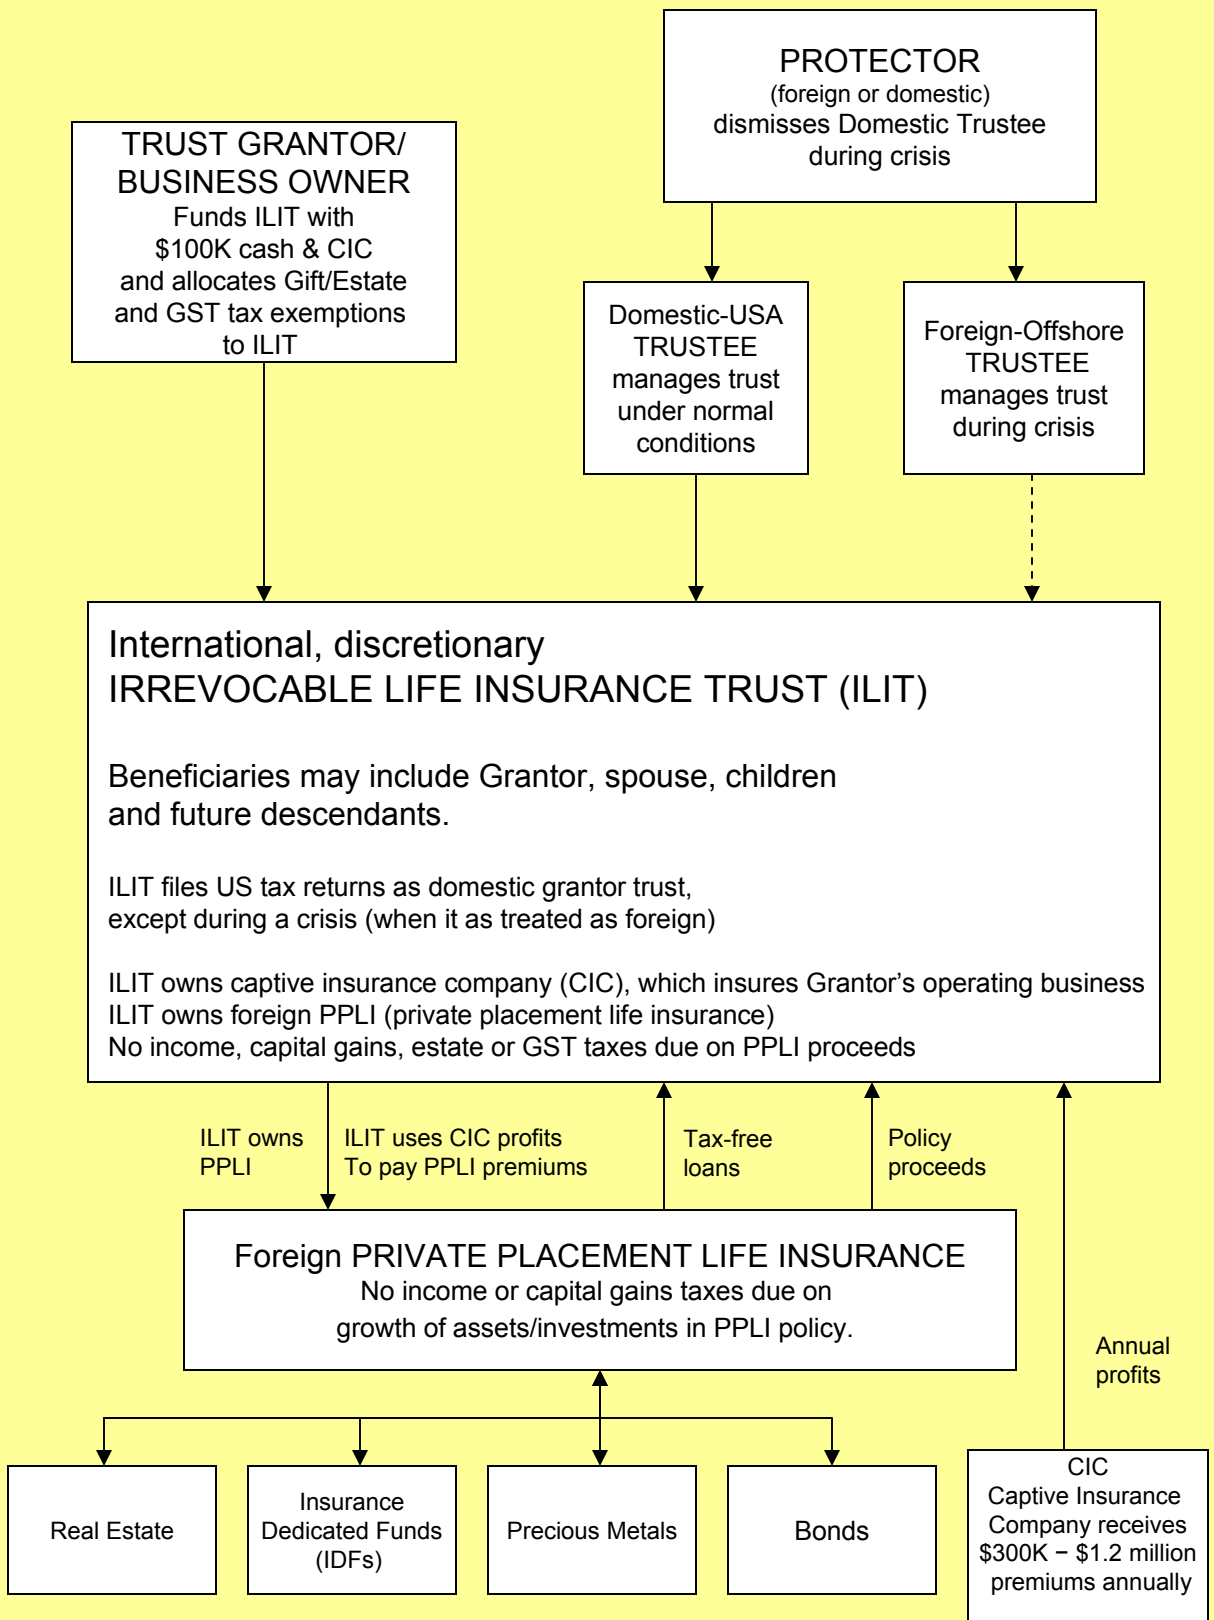 PROTECTOR
(foreign or domestic)
dismisses Domestic Trustee
during crisis
TRUST GRANTOR/
BUSINESS OWNER
Funds ILIT with
$100K cash & CIC
and allocates Gift/Estate
and GST tax exemptions
to ILIT
Domestic-USA
TRUSTEE
manages trust
under normal
conditions
Foreign-Offshore
TRUSTEE
manages trust
during crisis
International, discretionary
IRREVOCABLE LIFE INSURANCE TRUST (ILIT)
Beneficiaries may include Grantor, spouse, children
and future descendants.
ILIT files US tax returns as domestic grantor trust,
except during a crisis (when it as treated as foreign)
ILIT owns captive insurance company (CIC), which insures Grantor's operating business
ILIT owns foreign PPLI (private placement life insurance)
No income, capital gains, estate or GST taxes due on PPLI proceeds
ILIT owns
PPLI
ILIT uses CIC profits
To pay PPLI premiums
Tax-free
loans
Policy
proceeds
Foreign PRIVATE PLACEMENT LIFE INSURANCE
No income or capital gains taxes due on
growth of assets/investments in PPLI policy.
Annual
profits
Real Estate
Insurance
Dedicated Funds
(IDFs)
Precious Metals
Bonds
CIC
Captive Insurance
Company receives
$300K − $1.2 million
premiums annually